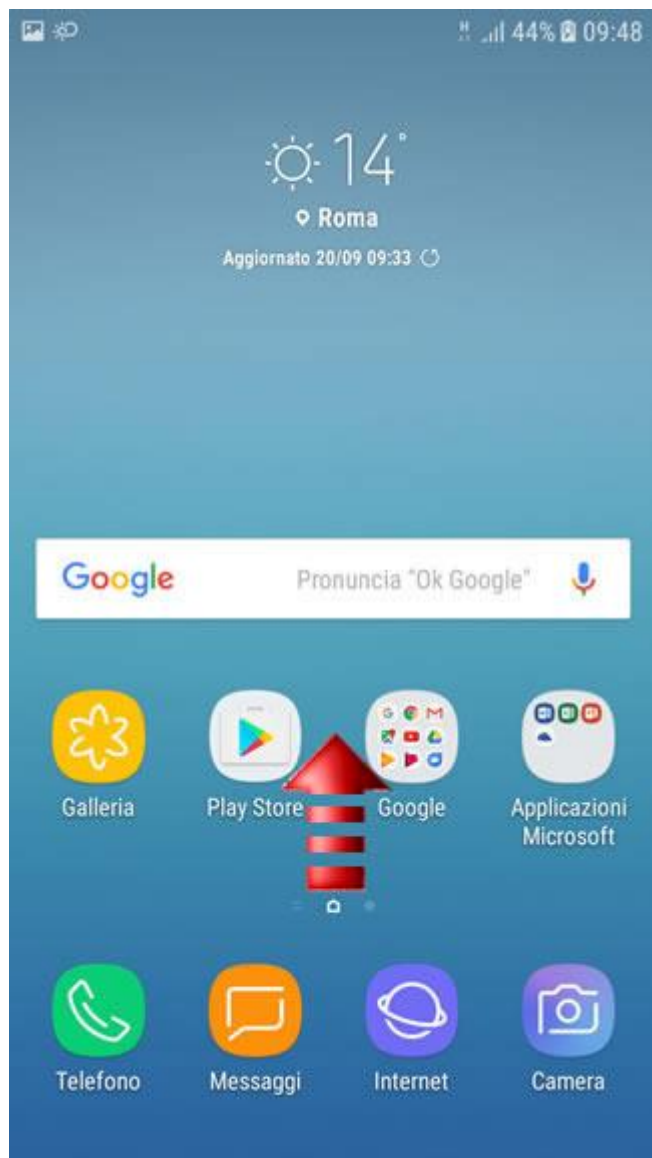 H 44% 09:48
14°
Roma
Aggiornato 20/09 09:33
Google Pronuncia "Ok Google"
Galleria Play Store Google Applicazioni
Microsoft
Telefono Messaggi Internet Camera